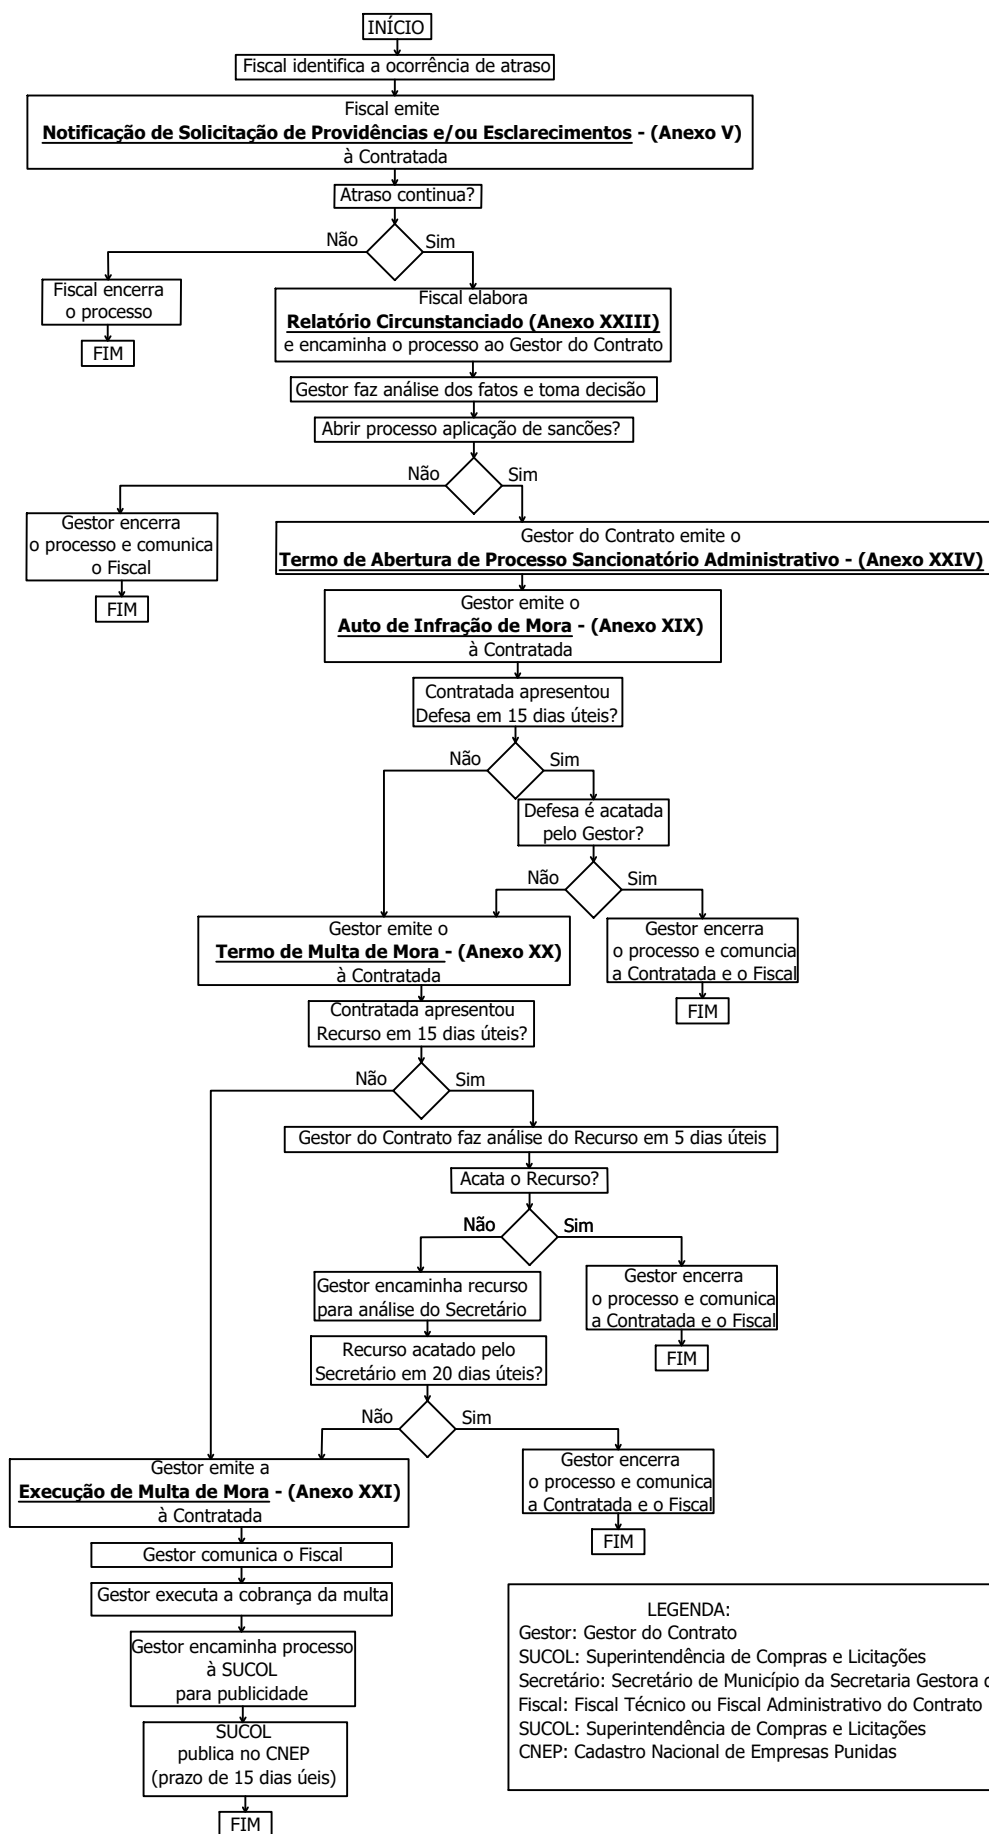 INÍCIO
Fiscal identifica a ocorrência de atraso
Fiscal emite
Notificação de Solicitação de Providências e/ou Esclarecimentos - (Anexo V)
à Contratada
Atraso continua?
Não
Sim
Fiscal encerra
o processo
FIM
Fiscal elabora
Relatório Circunstanciado (Anexo XXIII)
e encaminha o processo ao Gestor do Contrato
Gestor faz análise dos fatos e toma decisão
Abrir processo aplicação de sancões?
Não
Sim
Gestor encerra
o processo e comunica
o Fiscal
FIM
Gestor do Contrato emite o
Termo de Abertura de Processo Sancionatório Administrativo - (Anexo XXIV)
Gestor emite o
Auto de Infração de Mora - (Anexo XIX)
à Contratada
Contratada apresentou
Defesa em 15 dias úteis?
Não
Sim
Defesa é acatada
pelo Gestor?
Não
Sim
Gestor encerra
o processo e comuncia
a Contratada e o Fiscal
FIM
Gestor emite o
Termo de Multa de Mora - (Anexo XX)
à Contratada
Contratada apresentou
Recurso em 15 dias úteis?
Não
Sim
Gestor do Contrato faz análise do Recurso em 5 dias úteis
Acata o Recurso?
Não
Sim
Gestor encerra
o processo e comunica
a Contratada e o Fiscal
FIM
Gestor encaminha recurso
para análise do Secretário
Recurso acatado pelo
Secretário em 20 dias úteis?
Não
Sim
Gestor encerra
o processo e comunica
a Contratada e o Fiscal
FIM
Gestor emite a
Execução de Multa de Mora - (Anexo XXI)
à Contratada
Gestor comunica o Fiscal
Gestor executa a cobrança da multa
Gestor encaminha processo
à SUCOL
para publicidade
SUCOL
publica no CNEP
(prazo de 15 dias úeis)
FIM
LEGENDA:
Gestor: Gestor do Contrato
SUCOL: Superintendência de Compras e Licitações
Secretário: Secretário de Município da Secretaria Gestora
Fiscal: Fiscal Técnico ou Fiscal Administrativo do Contrato
SUCOL: Superintendência de Compras e Licitações
CNEP: Cadastro Nacional de Empresas Punidas